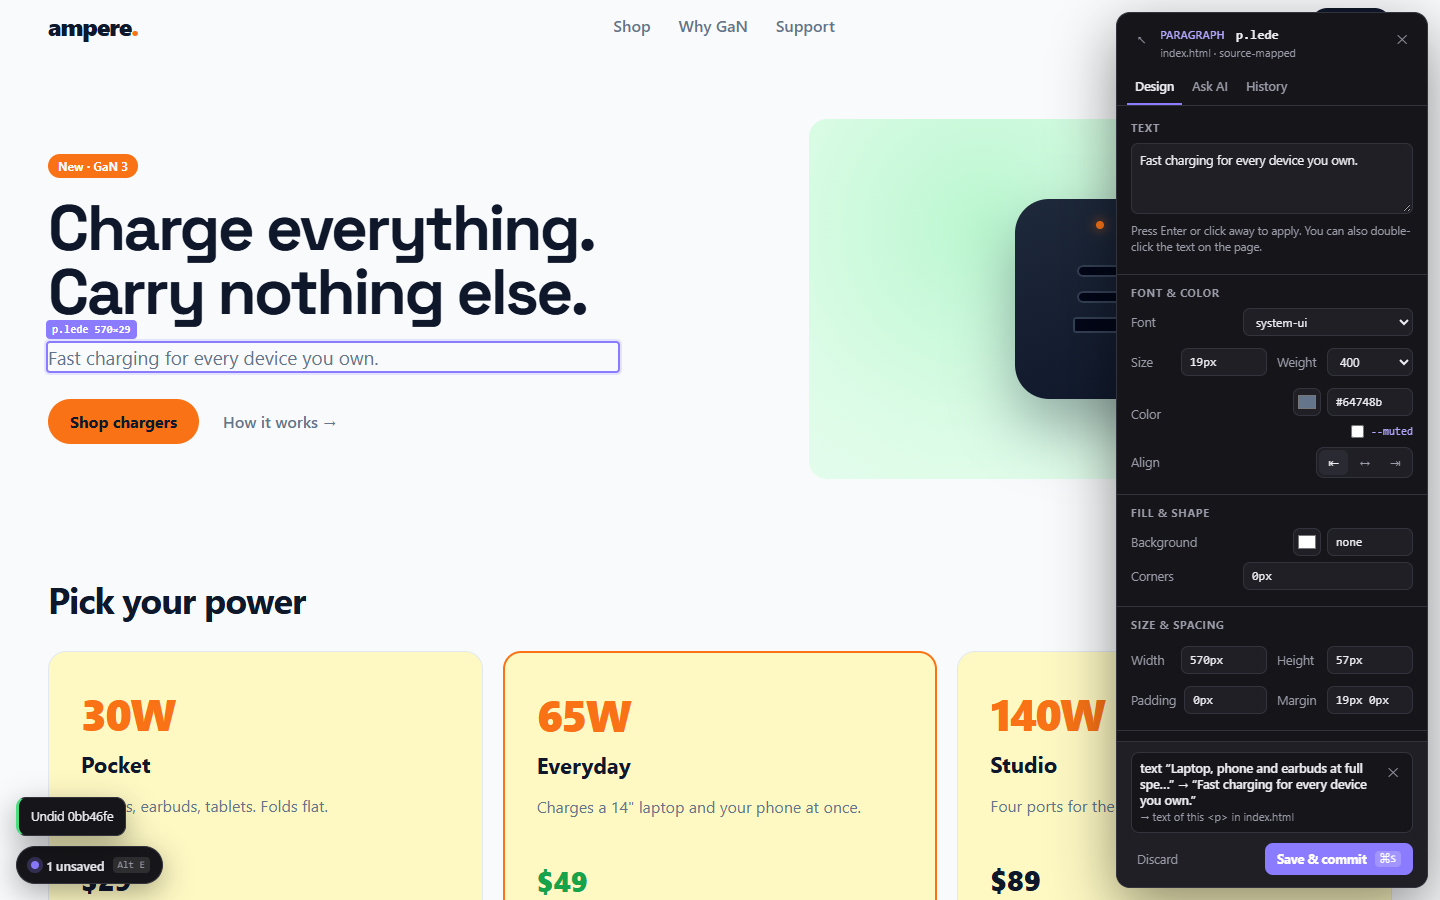 ampere.
Shop
Why GaN
Support
New · GaN 3
Charge everything.
Carry nothing else.
p.lede 570×29
Fast charging for every device you own.
Shop chargers
How it works →
Pick your power
30W
Pocket
s, earbuds, tablets. Folds flat.
$29
65W
Everyday
Charges a 14" laptop and your phone at once.
$49
140W
Studio
Four ports for the
$89
Undid 0bb46fe
1 unsaved
Alt E
PARAGRAPH p.lede
index.html · source-mapped
Design
Ask AI
History
TEXT
Fast charging for every device you own.
Press Enter or click away to apply. You can also double-
click the text on the page.
FONT & COLOR
Font
system-ui
Size
19px
Weight
400
Color
#64748b
--muted
Align
FILL & SHAPE
Background
none
Corners
0px
SIZE & SPACING
Width
570px
Height
57px
Padding
0px
Margin
19px 0px
text “Laptop, phone and earbuds at full
spe…” → “Fast charging for every device
you own.”
→ text of this <p> in index.html
Discard
Save & commit
⌘s